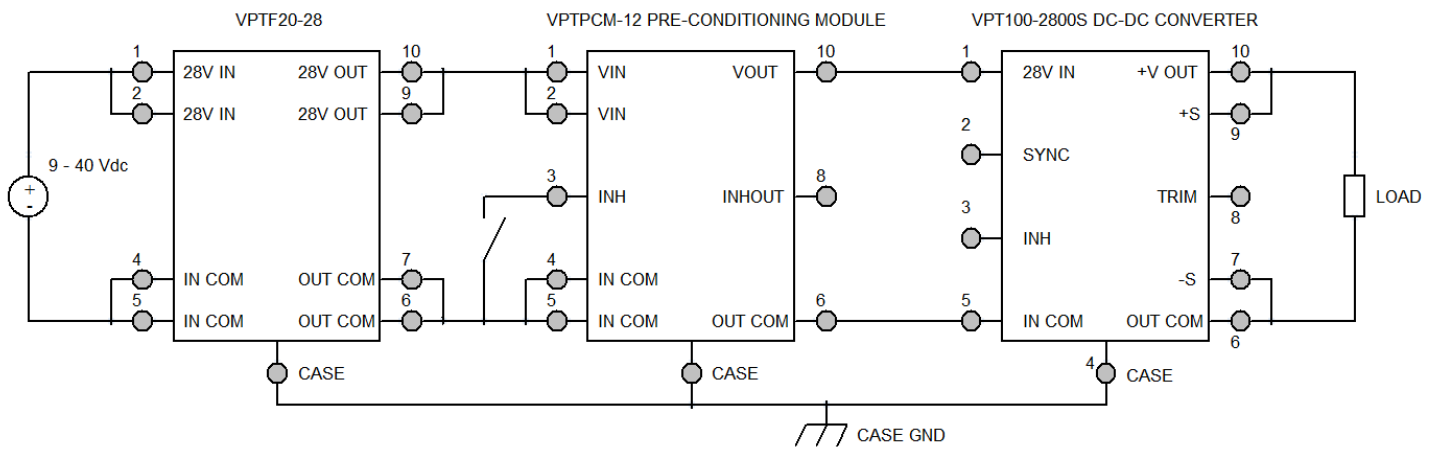 VPTF20-28 VPTPCM-12 PRE-CONDITIONING MODULE VPT100-2800S DC-DC CONVERTER
1 10 1 10 1 10
28V IN 28V OUT VIN VOUT 28V IN +V OUT
2 9 2
28V IN 28V OUT VIN +S
2 9
9 - 40 Vdc SYNC
+
-
3 8
INH INHOUT TRIM
8
LOAD
3
INH
4 7 4 7
IN COM OUT COM IN COM -S
5 6 5 6 5
IN COM OUT COM IN COM OUT COM IN COM OUT COM
6
CASE CASE 4 CASE
CASE GND